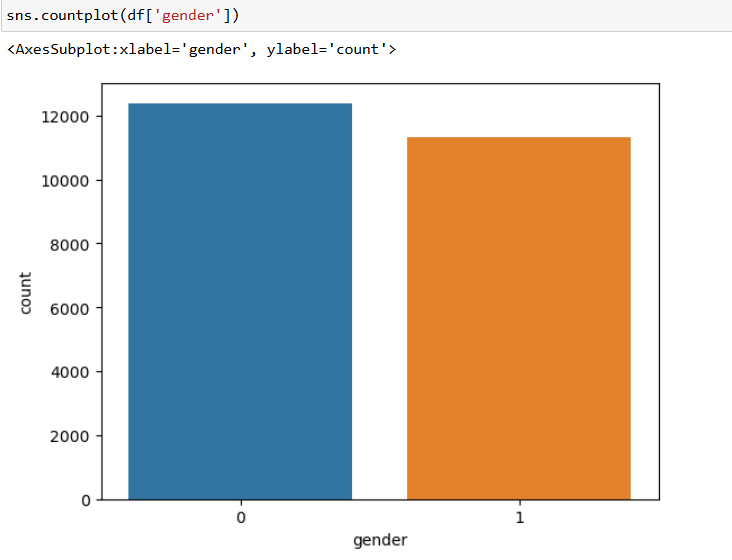 sns.countplot(df['gender'])
<AxesSubplot:xlabel='gender', ylabel='count'>
12000
10000
8000
6000
4000
2000
0
count
0 1
gender